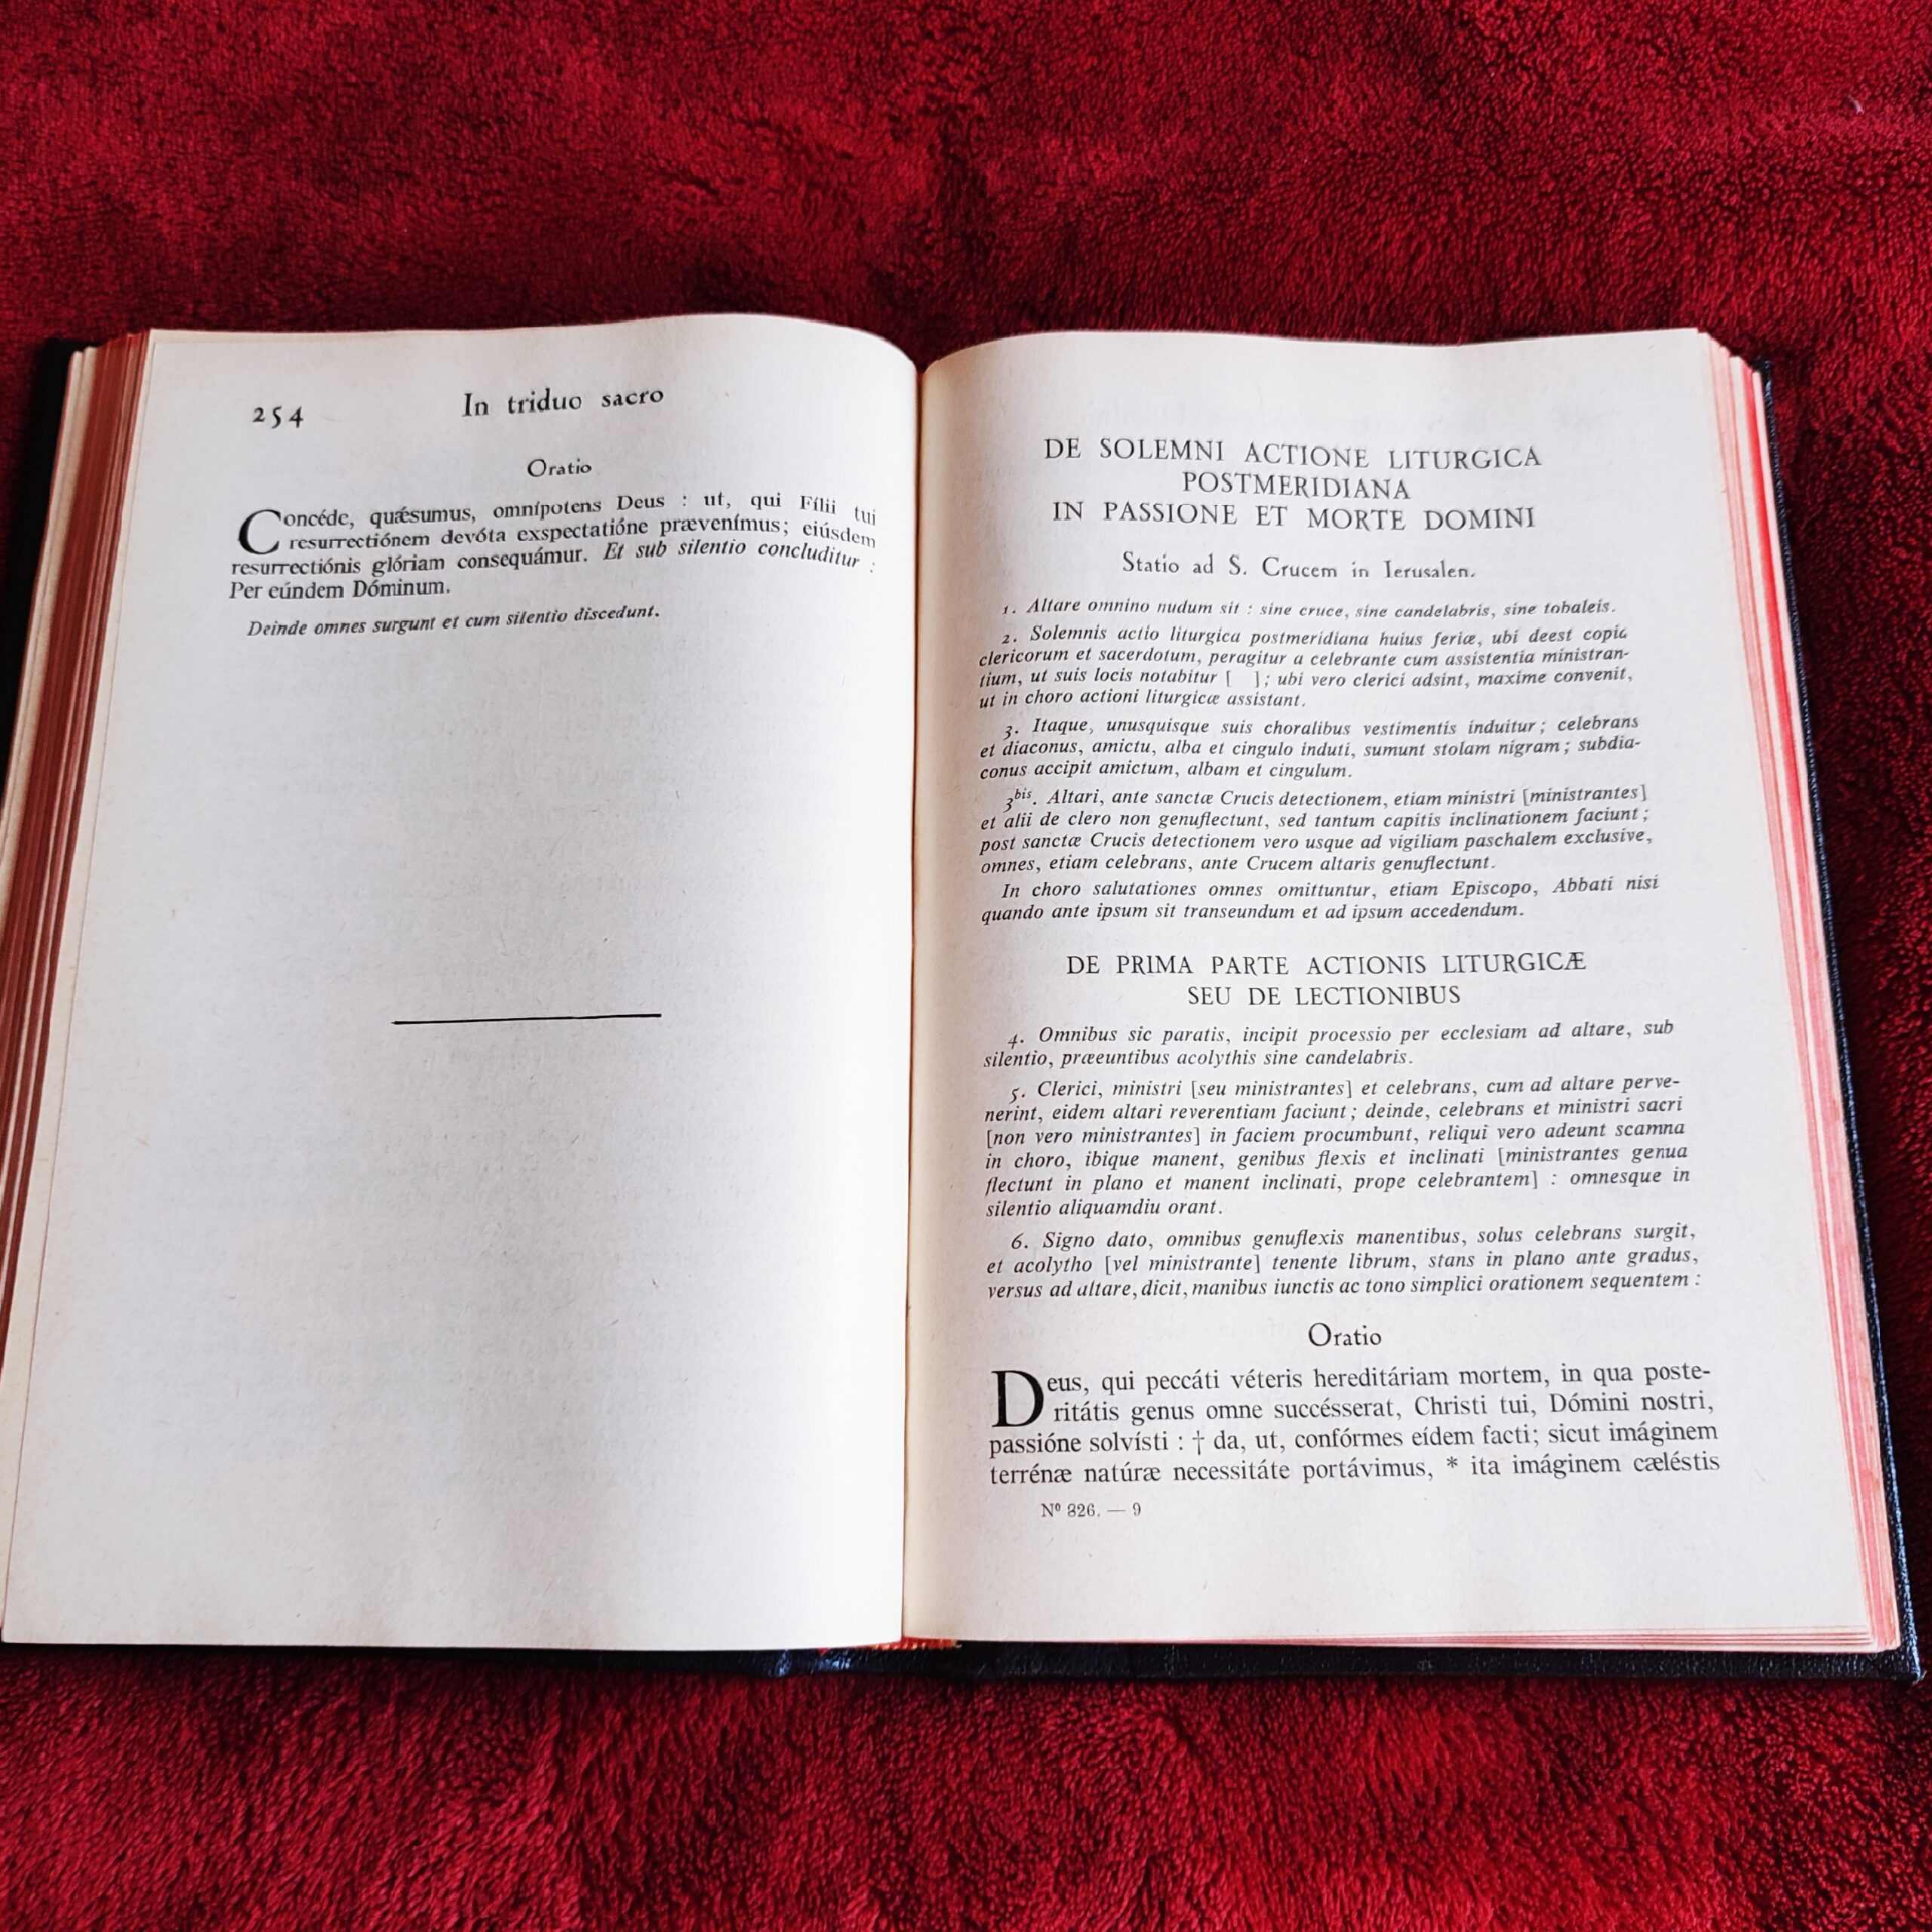 254 In triduo sacro
Oratio
Concéde, quǽsumus, omnípotens Deus : ut, qui Fílii tui
resurrectiónem devóta exspectatióne prævenímus; eiúsdem
resurrectiónis glóriam consequámur. Et sub silentio concluditur :
Per eúndem Dóminum.
Deinde omnes surgunt et cum silentio discedunt.
DE SOLEMNI ACTIONE LITURGICA
POSTMERIDIANA
IN PASSIONE ET MORTE DOMINI
Statio ad S. Crucem in Ierusalen.
1. Altare omnino nudum sit : sine cruce, sine candelabris, sine tobaleis.
2. Solemnis actio liturgica postmeridiana huius feriæ, ubi deest copia
clericorum et sacerdotum, peragitur a celebrante cum assistentia ministran-
tium, ut suis locis notabitur [ ]; ubi vero clerici adsint, maxime convenit,
ut in choro actioni liturgicæ assistant.
3. Itaque, unusquisque suis choralibus vestimentis induitur; celebrans
et diaconus, amictu, alba et cingulo induti, sumunt stolam nigram; subdia-
conus accipit amictum, albam et cingulum.
3bis. Altari, ante sanctæ Crucis detectionem, etiam ministri [ministrantes]
et alii de clero non genuflectunt, sed tantum capitis inclinationem faciunt;
post sanctæ Crucis detectionem vero usque ad vigiliam paschalem exclusive,
omnes, etiam celebrans, ante Crucem altaris genuflectunt.
In choro salutationes omnes omittuntur, etiam Episcopo, Abbati nisi
quando ante ipsum sit transeundum et ad ipsum accedendum.
DE PRIMA PARTE ACTIONIS LITURGICÆ
SEU DE LECTIONIBUS
4. Omnibus sic paratis, incipit processio per ecclesiam ad altare, sub
silentio, præeuntibus acolythis sine candelabris.
5. Clerici, ministri [seu ministrantes] et celebrans, cum ad altare perve-
nerint, eidem altari reverentiam faciunt; deinde, celebrans et ministri sacri
[non vero ministrantes] in faciem procumbunt, reliqui vero adeunt scamna
in choro, ibique manent, genibus flexis et inclinati [ministrantes genua
flectunt in plano et manent inclinati, prope celebrantem] : omnesque in
silentio aliquamdiu orant.
6. Signo dato, omnibus genuflexis manentibus, solus celebrans surgit,
et acolytho [vel ministrante] tenente librum, stans in plano ante gradus,
versus ad altare, dicit, manibus iunctis ac tono simplici orationem sequentem :
Oratio
Deus, qui peccáti véteris hereditáriam mortem, in qua poste-
ritátis genus omne succésserat, Christi tui, Dómini nostri,
passióne solvísti : † da, ut, confórmes eídem facti; sicut imáginem
terrénæ natúræ necessitáte portávimus, * ita imáginem cæléstis
Nº 826. — 9